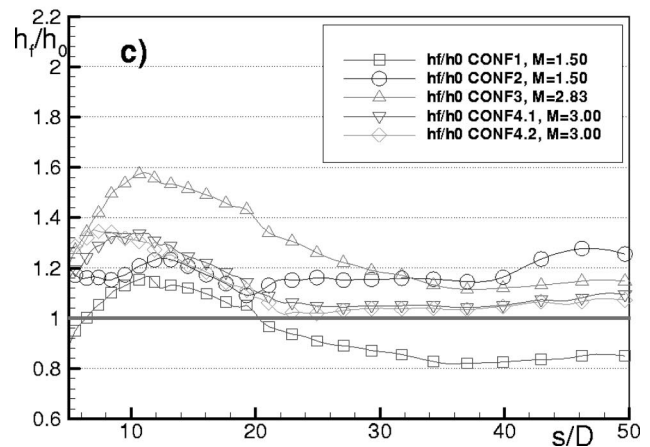 2.2
h_f/h_0
c)
2
1.8
1.6
1.4
1.2
1
0.8
0.6
hf/h0 CONF1, M=1.50
hf/h0 CONF2, M=1.50
hf/h0 CONF3, M=2.83
hf/h0 CONF4.1, M=3.00
hf/h0 CONF4.2, M=3.00
10 20 30 40 s/D 50